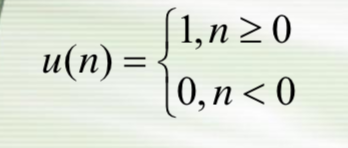 1, n ≥ 0
u(n) =
0, n < 0